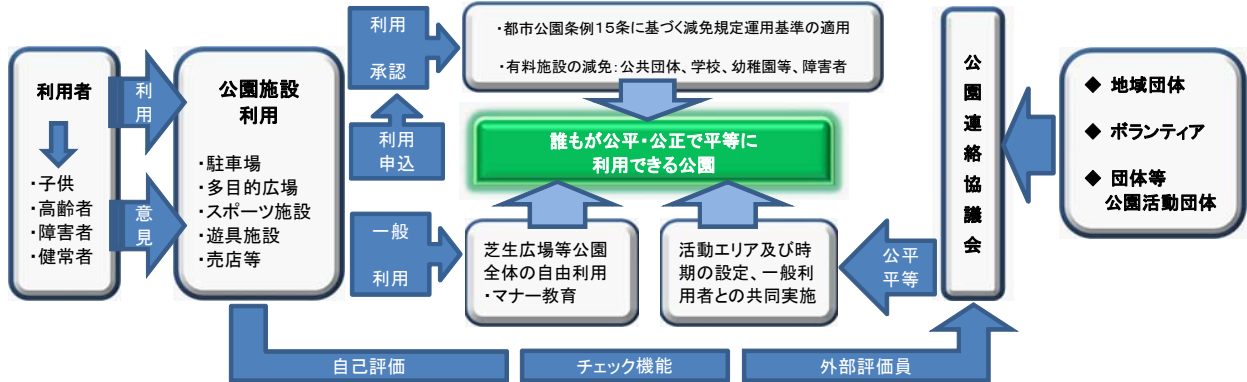 利用者
・子供
・高齢者
・障害者
・健常者
利用
意見
公園施設
利用
・駐車場
・多目的広場
・スポーツ施設
・遊具施設
・売店等
利用
承認
利用
申込
一般
利用
・都市公園条例15条に基づく減免規定運用基準の適用
・有料施設の減免：公共団体、学校、幼稚園等、障害者
誰もが公平・公正で平等に
利用できる公園
芝生広場等公園
全体の自由利用
・マナー教育
活動エリア及び時
期の設定、一般利
用者との共同実施
公平
平等
公園連絡協議会
◆ 地域団体
◆ ボランティア
◆ 団体等
公園活動団体
自己評価
チェック機能
外部評価員